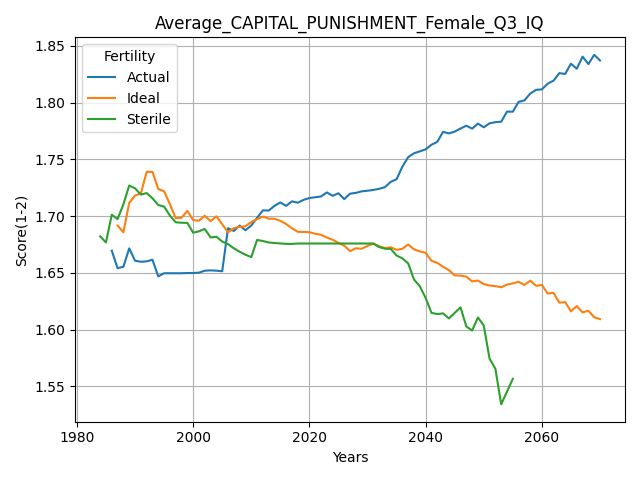 Average_CAPITAL_PUNISHMENT_Female_Q3_IQ
Fertility
Actual
Ideal
Sterile
Score(1-2)
1.85
1.80
1.75
1.70
1.65
1.60
1.55
1980
2000
2020
2040
2060
Years